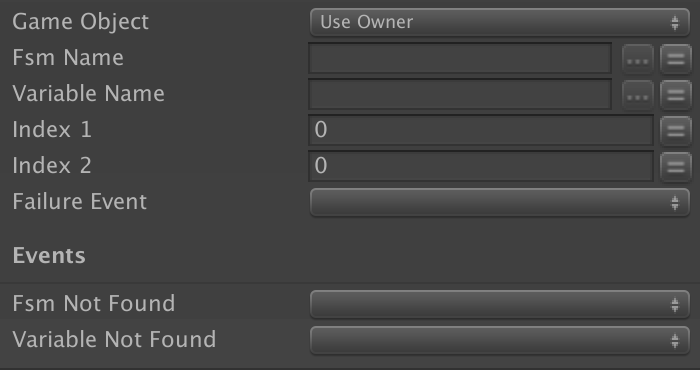 Game Object Use Owner
Fsm Name ... =
Variable Name ... =
Index 1 0 =
Index 2 0 =
Failure Event
Events
Fsm Not Found
Variable Not Found